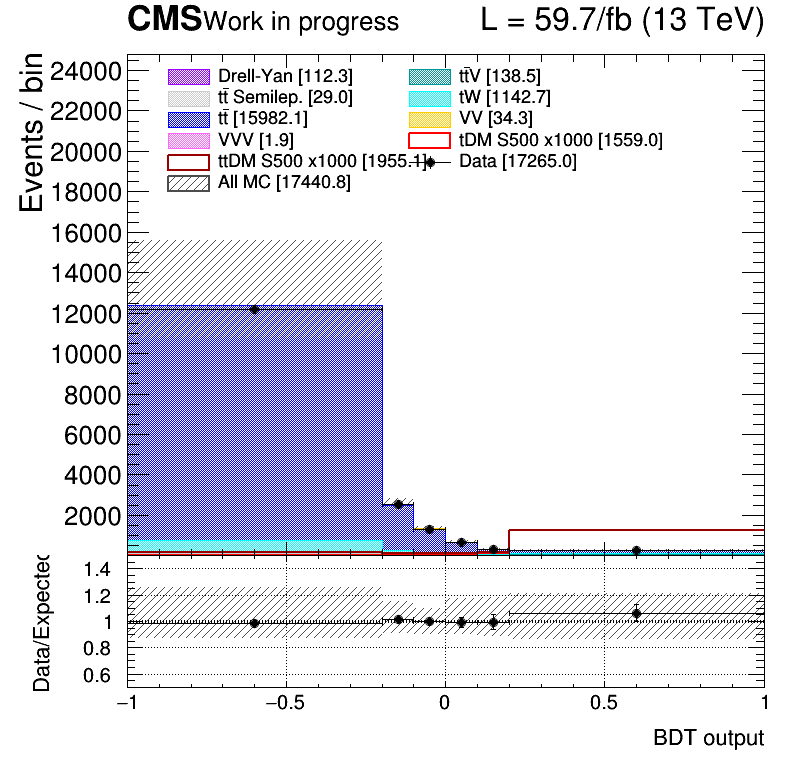 CMS Work in progress L = 59.7/fb (13 TeV)
Events / bin
24000
22000
20000
18000
16000
14000
12000
10000
8000
6000
4000
2000
Drell-Yan [112.3] tt̄V [138.5]
tt̄ Semilep. [29.0] tW [1142.7]
tt̄ [15982.1] VV [34.3]
VVV [1.9] tDM S500 x1000 [1559.0]
ttDM S500 x1000 [1955.1] Data [17265.0]
All MC [17440.8]
Data/Expected
1.4
1.2
1
0.8
0.6
−1 −0.5 0 0.5 1
BDT output